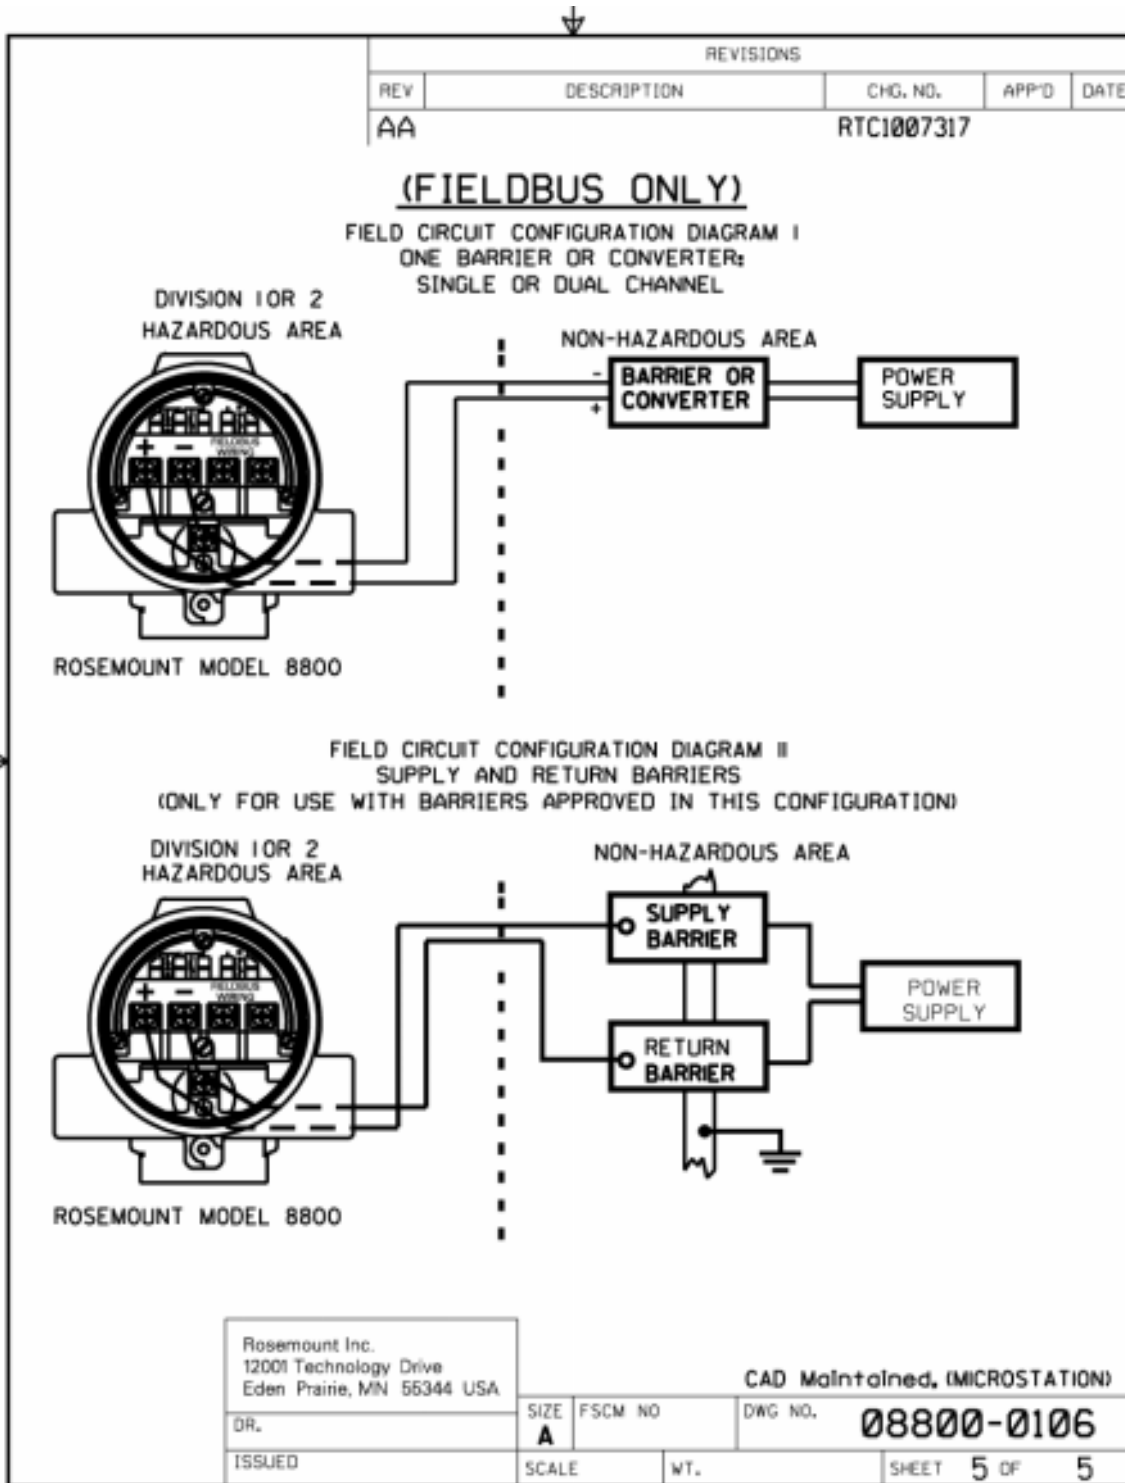 REVISIONS
REV DESCRIPTION CHG. NO. APP'D DATE
AA RTC1007317
(FIELDBUS ONLY)
FIELD CIRCUIT CONFIGURATION DIAGRAM I
ONE BARRIER OR CONVERTER:
SINGLE OR DUAL CHANNEL
DIVISION 1 OR 2
HAZARDOUS AREA
NON-HAZARDOUS AREA
- BARRIER OR
+ CONVERTER
POWER
SUPPLY
+ - FIELDBUS
WIRING
ROSEMOUNT MODEL 8800
FIELD CIRCUIT CONFIGURATION DIAGRAM II
SUPPLY AND RETURN BARRIERS
(ONLY FOR USE WITH BARRIERS APPROVED IN THIS CONFIGURATION)
DIVISION 1 OR 2
HAZARDOUS AREA
NON-HAZARDOUS AREA
SUPPLY
BARRIER
+ - FIELDBUS
WIRING
POWER
SUPPLY
RETURN
BARRIER
ROSEMOUNT MODEL 8800
Rosemount Inc.
12001 Technology Drive
Eden Prairie, MN 55344 USA
CAD Maintained, (MICROSTATION)
DR.
SIZE A FSCM NO DWG NO. 08800-0106
ISSUED SCALE WT. SHEET 5 OF 5